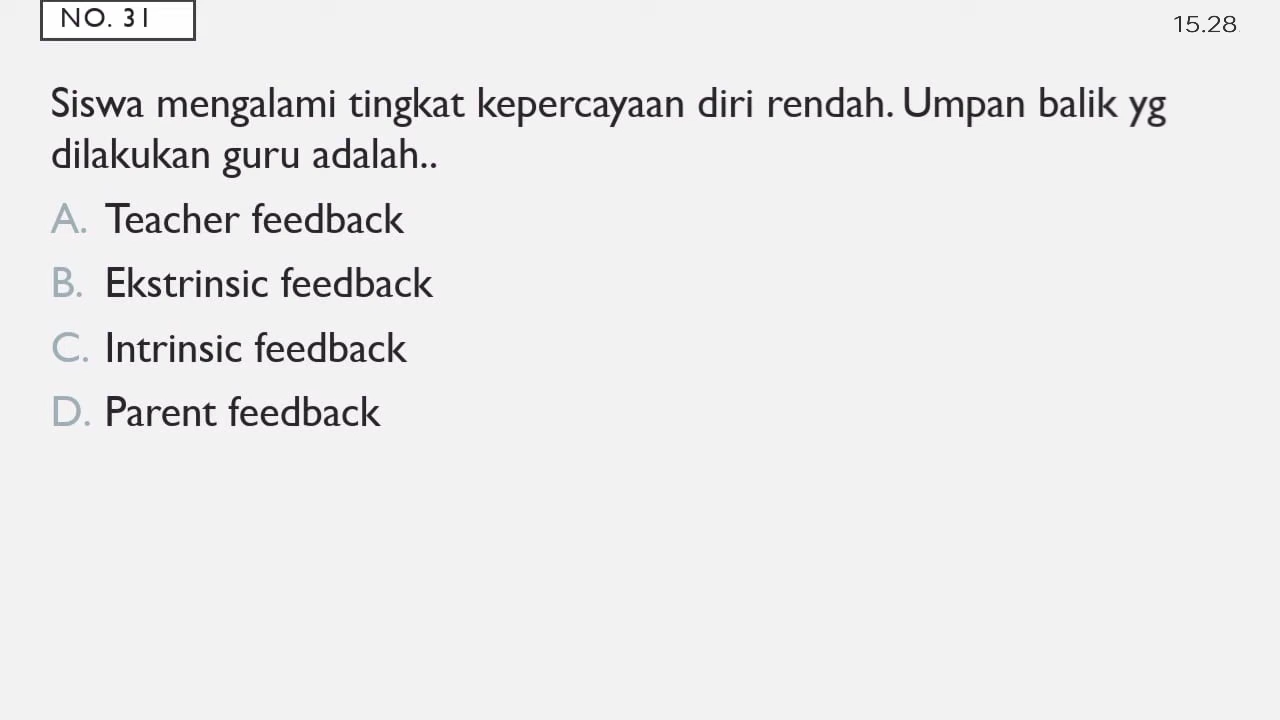 NO. 31
15.28
Siswa mengalami tingkat kepercayaan diri rendah. Umpan balik yg
dilakukan guru adalah..
A. Teacher feedback
B. Ekstrinsic feedback
C. Intrinsic feedback
D. Parent feedback